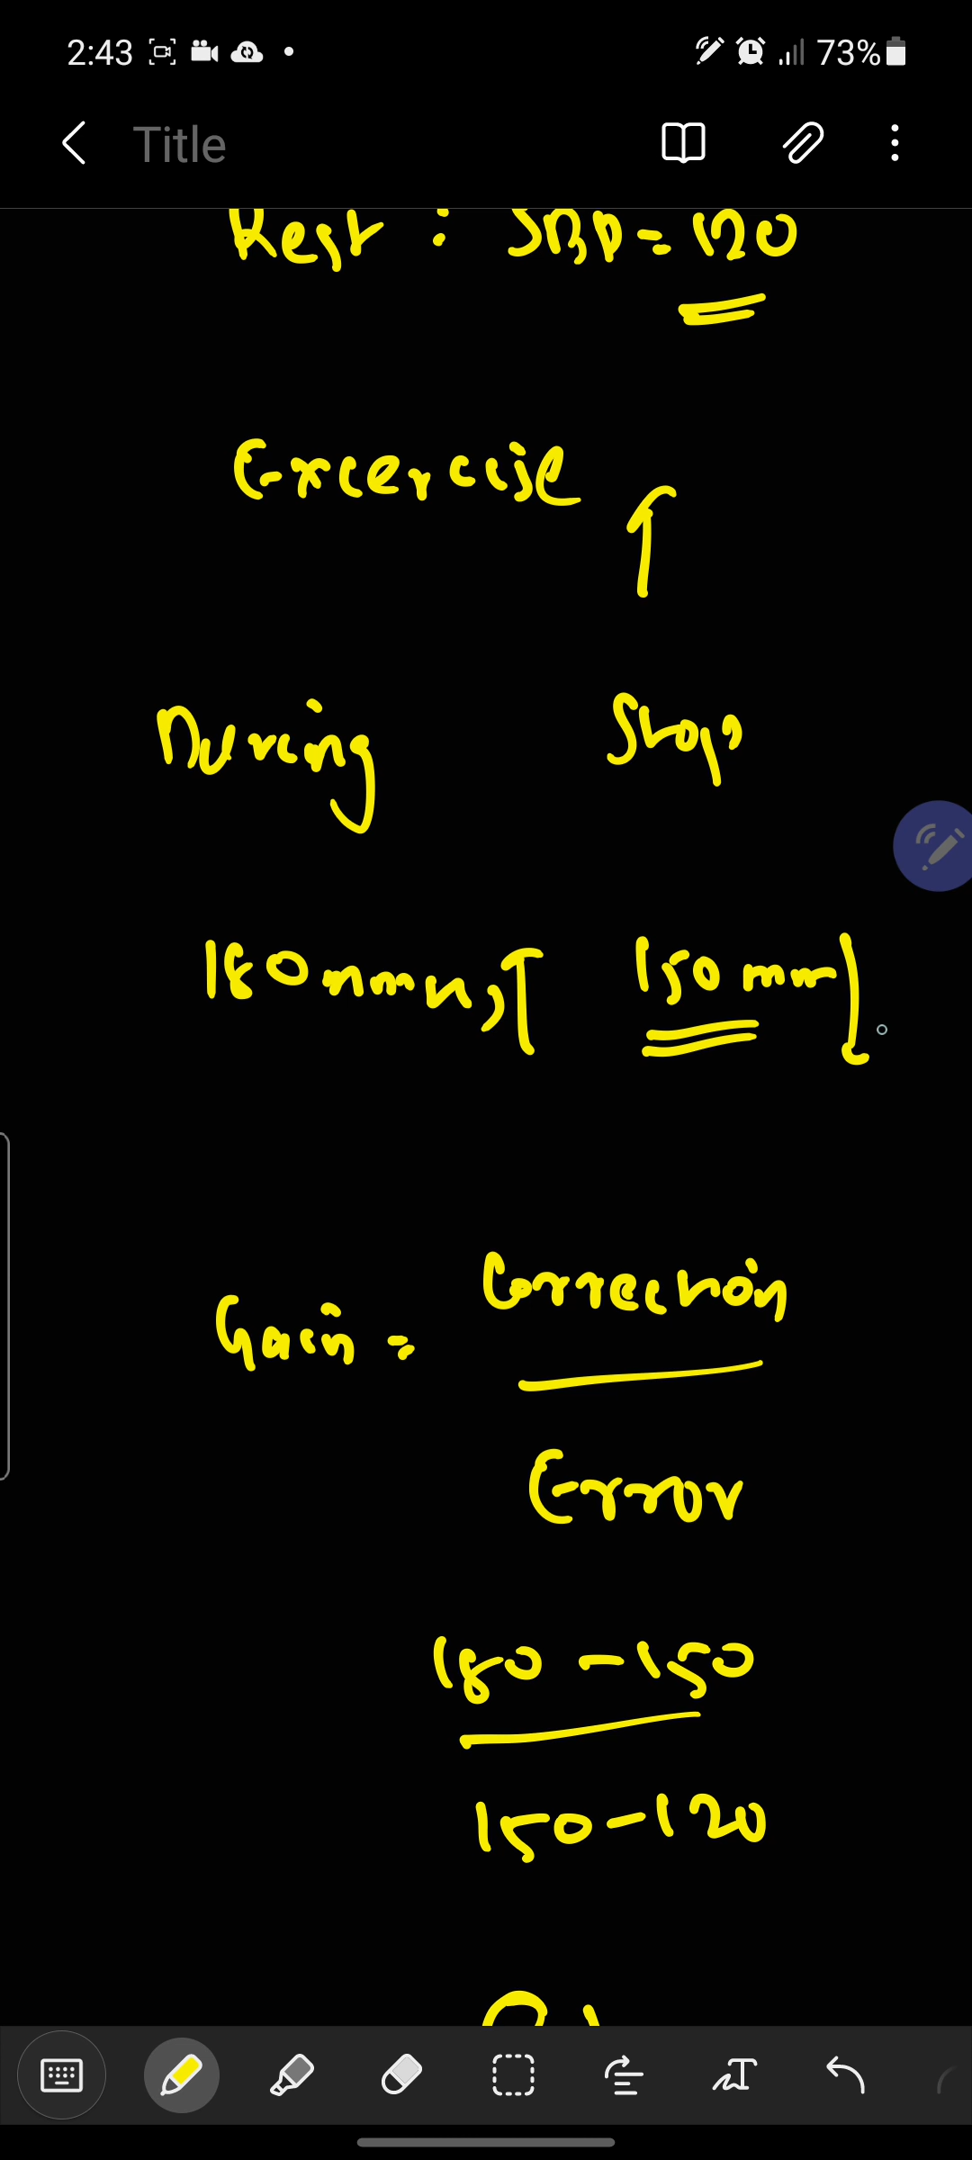 2:43 73%
Title
Rest : SBP = 120
Excercise ↑
During Stop
180 mmHg ↑ 150 mm
Gain = Correction
Error
180 - 150
150 - 120